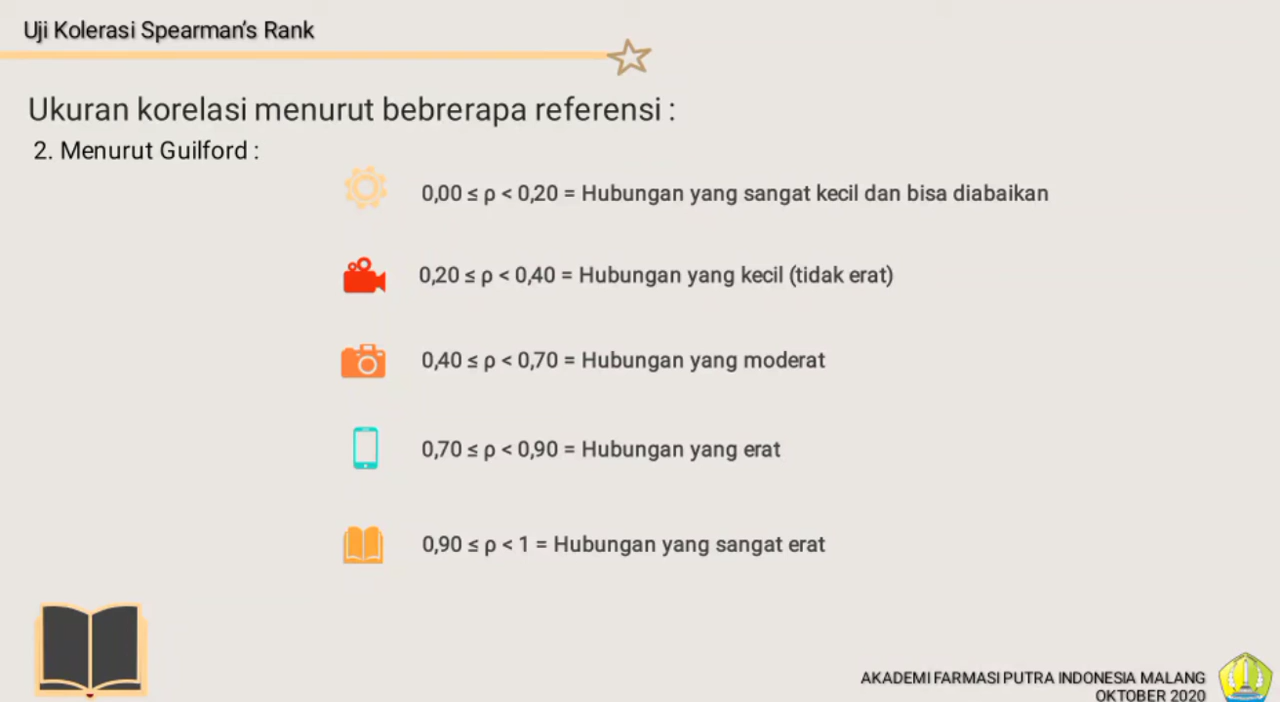 Uji Kolerasi Spearman's Rank
Ukuran korelasi menurut bebrerapa referensi :
2. Menurut Guilford :
0,00 ≤ ρ < 0,20 = Hubungan yang sangat kecil dan bisa diabaikan
0,20 ≤ ρ < 0,40 = Hubungan yang kecil (tidak erat)
0,40 ≤ ρ < 0,70 = Hubungan yang moderat
0,70 ≤ ρ < 0,90 = Hubungan yang erat
0,90 ≤ ρ < 1 = Hubungan yang sangat erat
AKADEMI FARMASI PUTRA INDONESIA MALANG
OKTOBER 2020